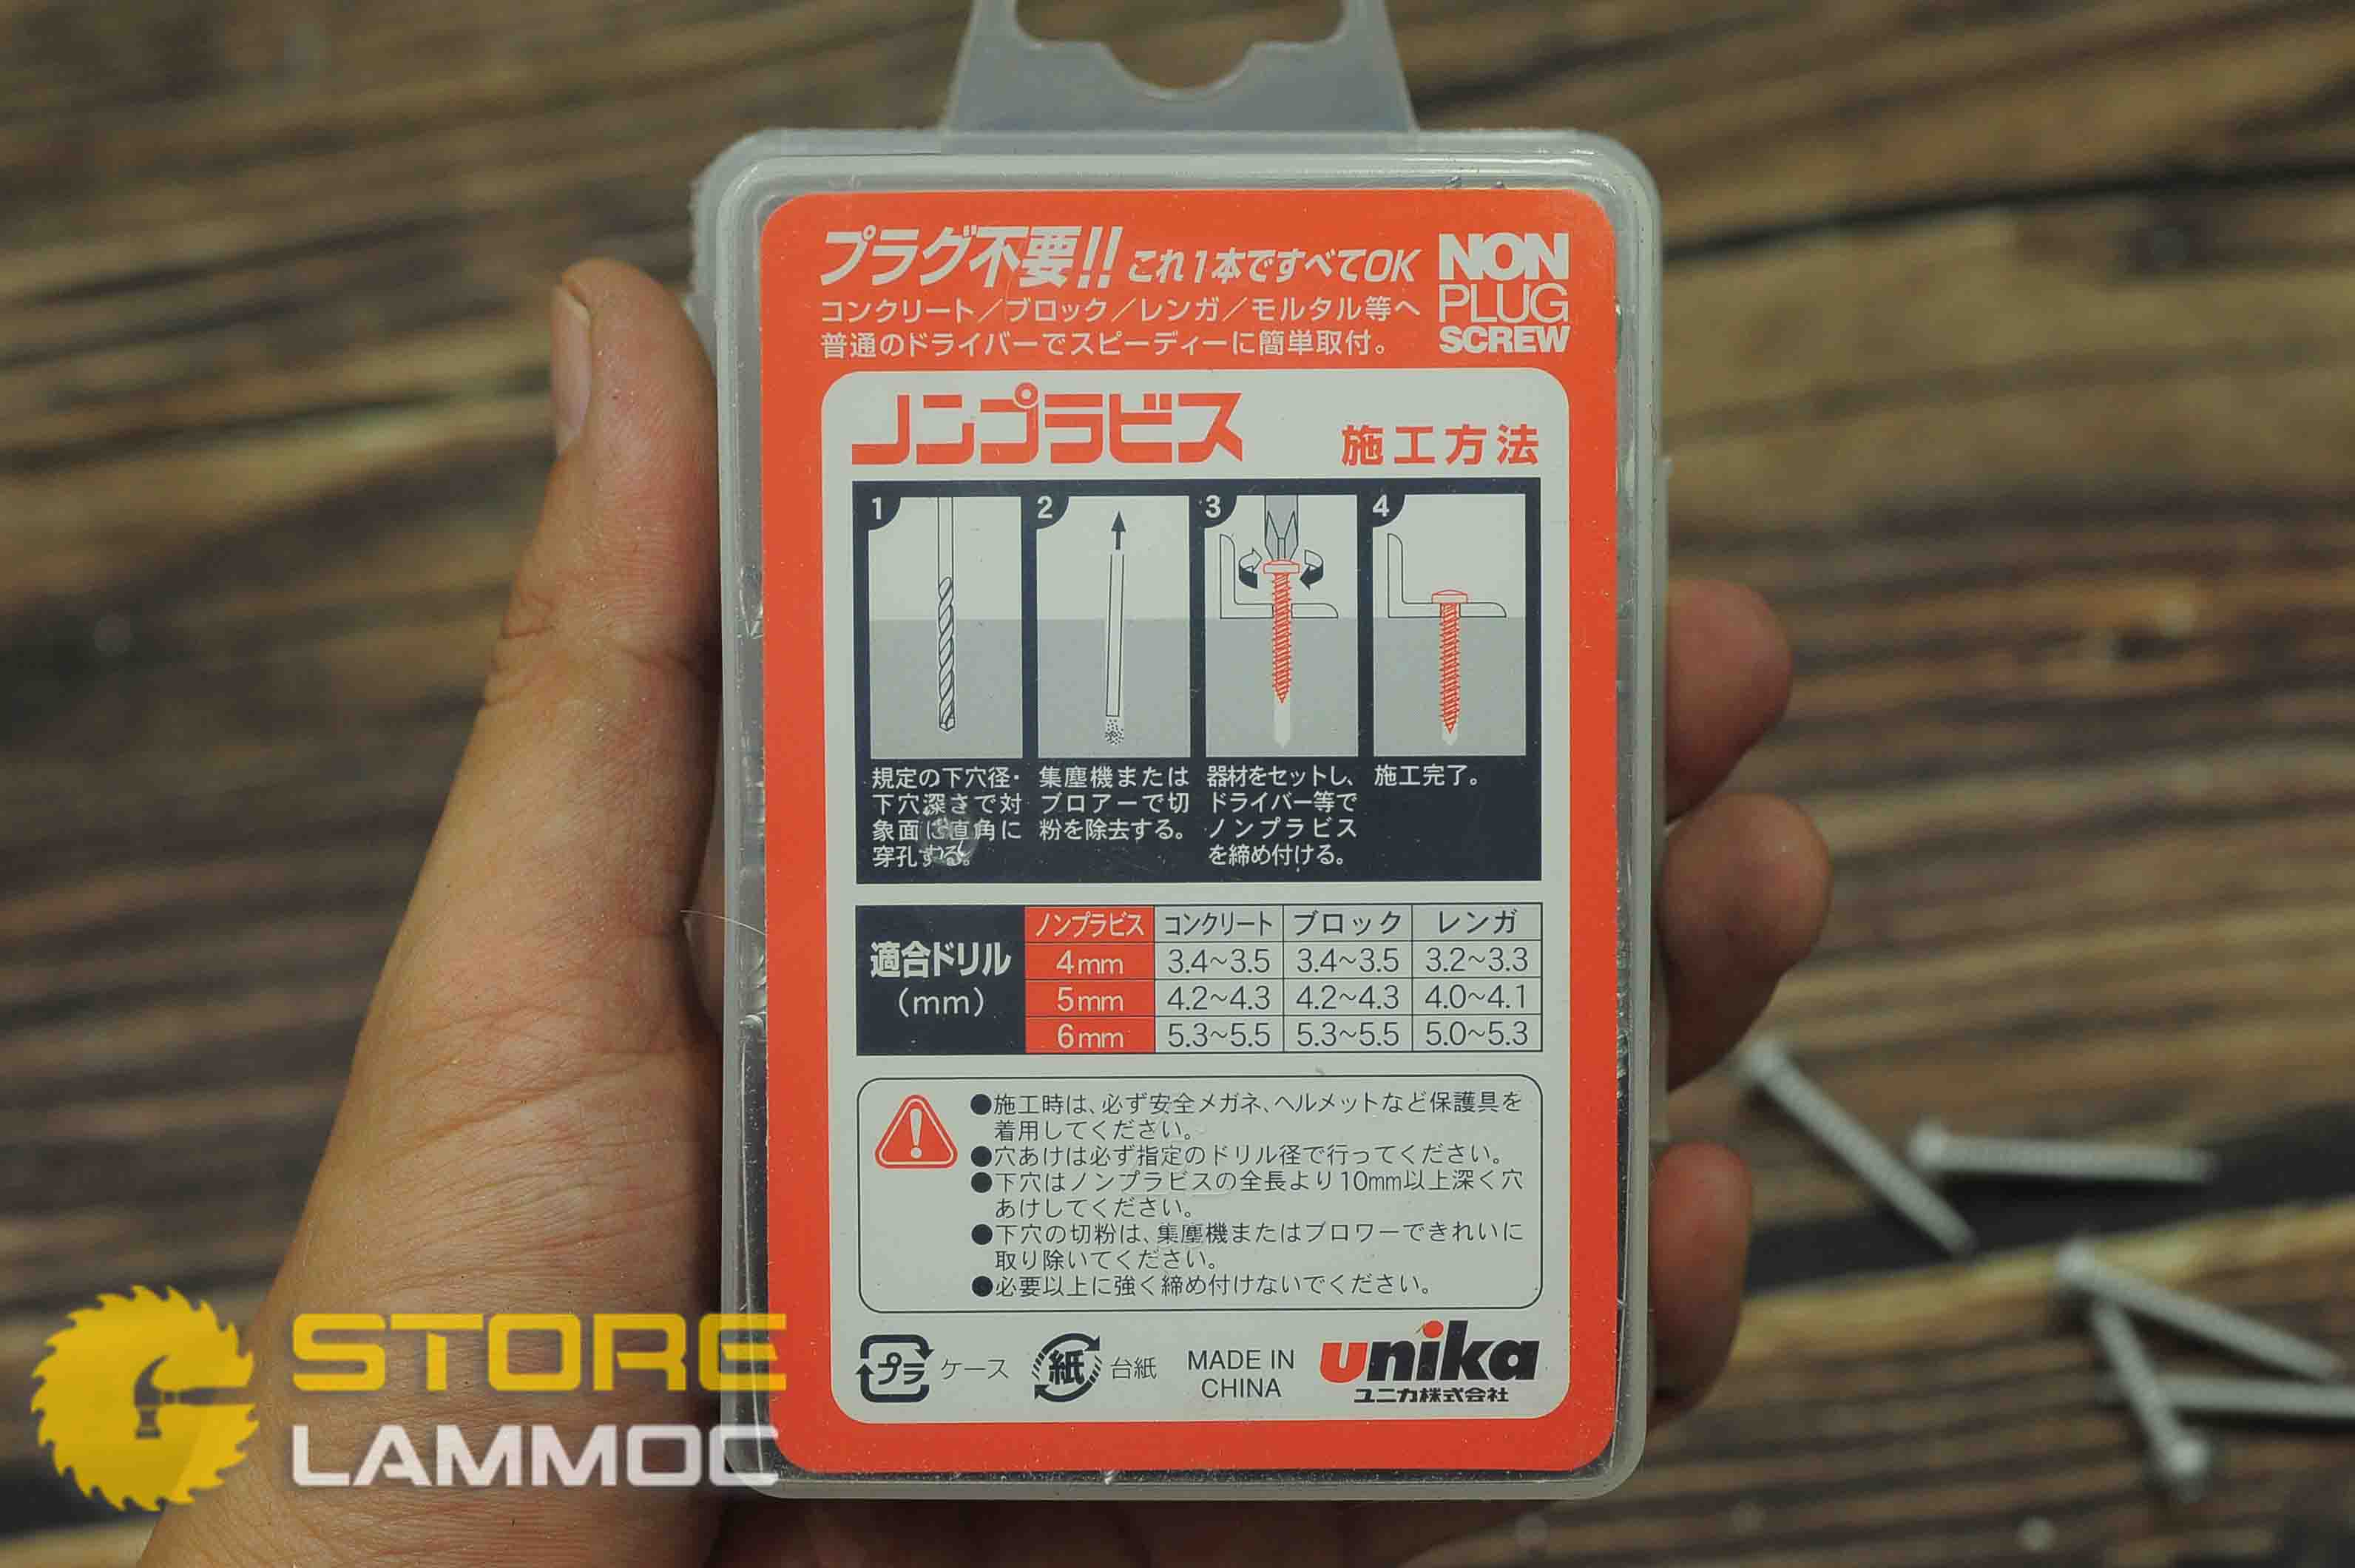 プラグ不要!! これ1本ですべてOK
コンクリート／ブロック／レンガ／モルタル等へ
普通のドライバーでスピーディーに簡単取付。
NON
PLUG
SCREW
ノンプラビス 施工方法
1 2 3 4
規定の下穴径・
下穴深さで対
象面に直角に
穿孔する。
集塵機または
ブロアーで切
粉を除去する。
器材をセットし、
ドライバー等で
ノンプラビス
を締め付ける。
施工完了。
適合ドリル
(mm)
ノンプラビス コンクリート ブロック レンガ
4mm 3.4~3.5 3.4~3.5 3.2~3.3
5mm 4.2~4.3 4.2~4.3 4.0~4.1
6mm 5.3~5.5 5.3~5.5 5.0~5.3
●施工時は、必ず安全メガネ、ヘルメットなど保護具を
着用してください。
●穴あけは必ず指定のドリル径で行ってください。
●下穴はノンプラビスの全長より10mm以上深く穴
あけしてください。
●下穴の切粉は、集塵機またはブロワーできれいに
取り除いてください。
●必要以上に強く締め付けないでください。
プラ ケース 紙 台紙
MADE IN
CHINA
unika
ユニカ株式会社
STORE
LAMMOC